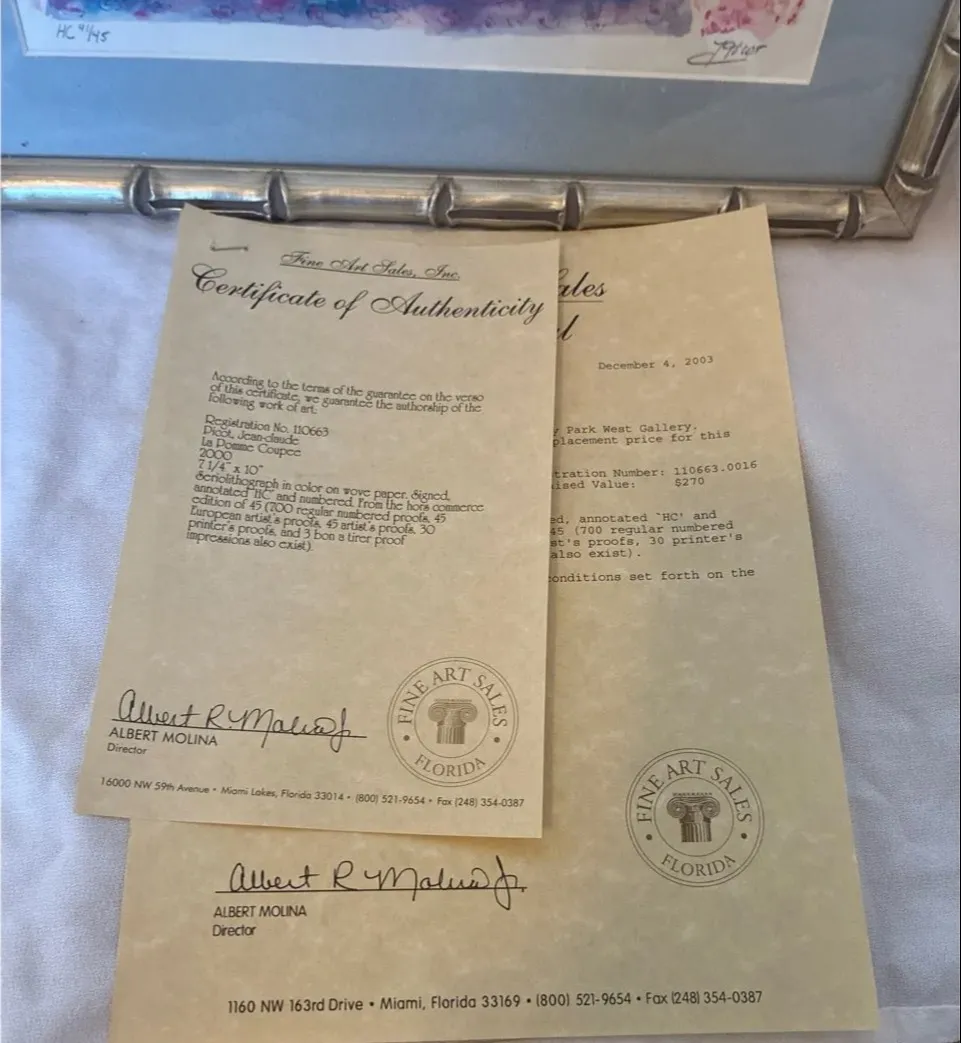 HC /45
Fine Art Sales, Inc.
Certificate of Authenticity
According to the terms of the guarantee on the verso
of this certificate, we guarantee the authorship of the
following work of art:
Registration No. 110663
Picot, Jean-claude
La Pomme Coupee
2000
7 1/4" x 10"
Seriolithograph in color on wove paper. Signed,
annotated 'HC' and numbered. From the hors commerce
edition of 45 (700 regular numbered proofs, 45
European artist's proofs, 45 artist's proofs, 30
printer's proofs, and 3 bon a tirer proof
impressions also exist).
Albert R. Molina Jr.
ALBERT MOLINA
Director
FINE ART SALES
FLORIDA
16000 NW 59th Avenue • Miami Lakes, Florida 33014 • (800) 521-9654 • Fax (248) 354-0387
ales
l
December 4, 2003
y Park West Gallery.
placement price for this
tration Number: 110663.0016
ised Value: $270
ed, annotated `HC' and
45 (700 regular numbered
st's proofs, 30 printer's
also exist).
conditions set forth on the
FINE ART SALES
FLORIDA
Albert R Molina Jr.
ALBERT MOLINA
Director
1160 NW 163rd Drive • Miami, Florida 33169 • (800) 521-9654 • Fax (248) 354-0387